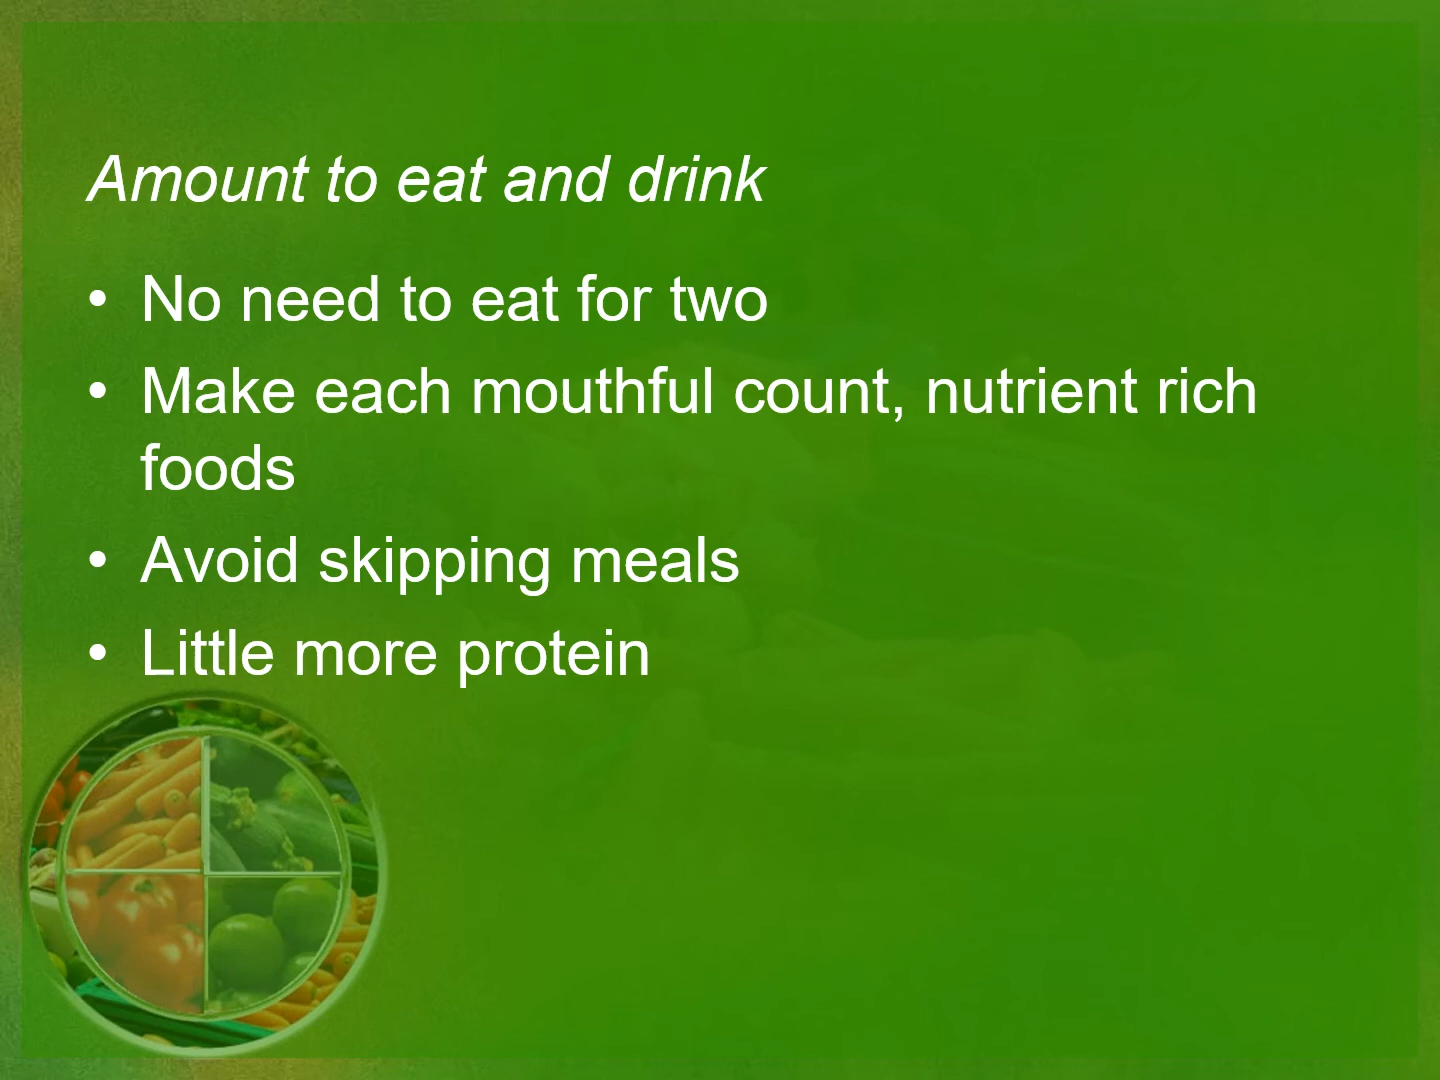 Amount to eat and drink
• No need to eat for two
• Make each mouthful count, nutrient rich
foods
• Avoid skipping meals
• Little more protein